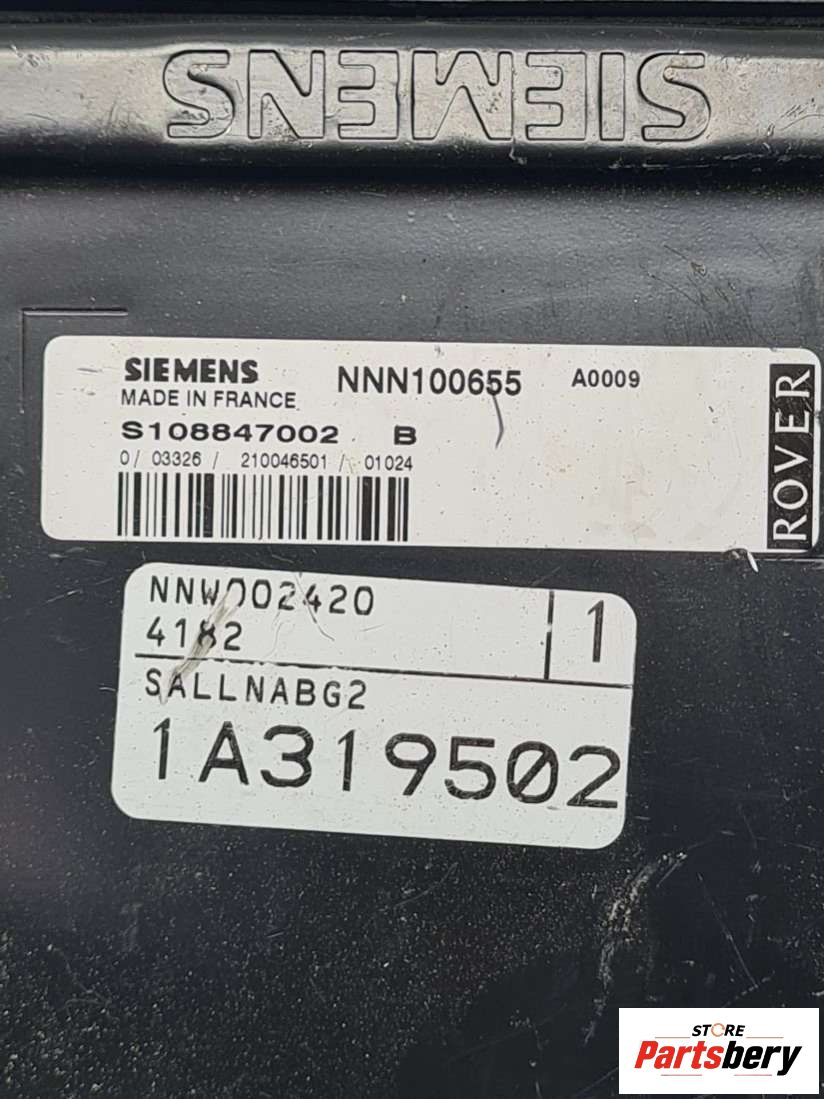 SIEMENS
SIEMENS NNN100655 A0009
MADE IN FRANCE
S108847002 B
0/ 03326 / 210046501 / 01024
ROVER
NNW002420
4182
1
SALLNABG2
1A319502
STORE
Partsbery